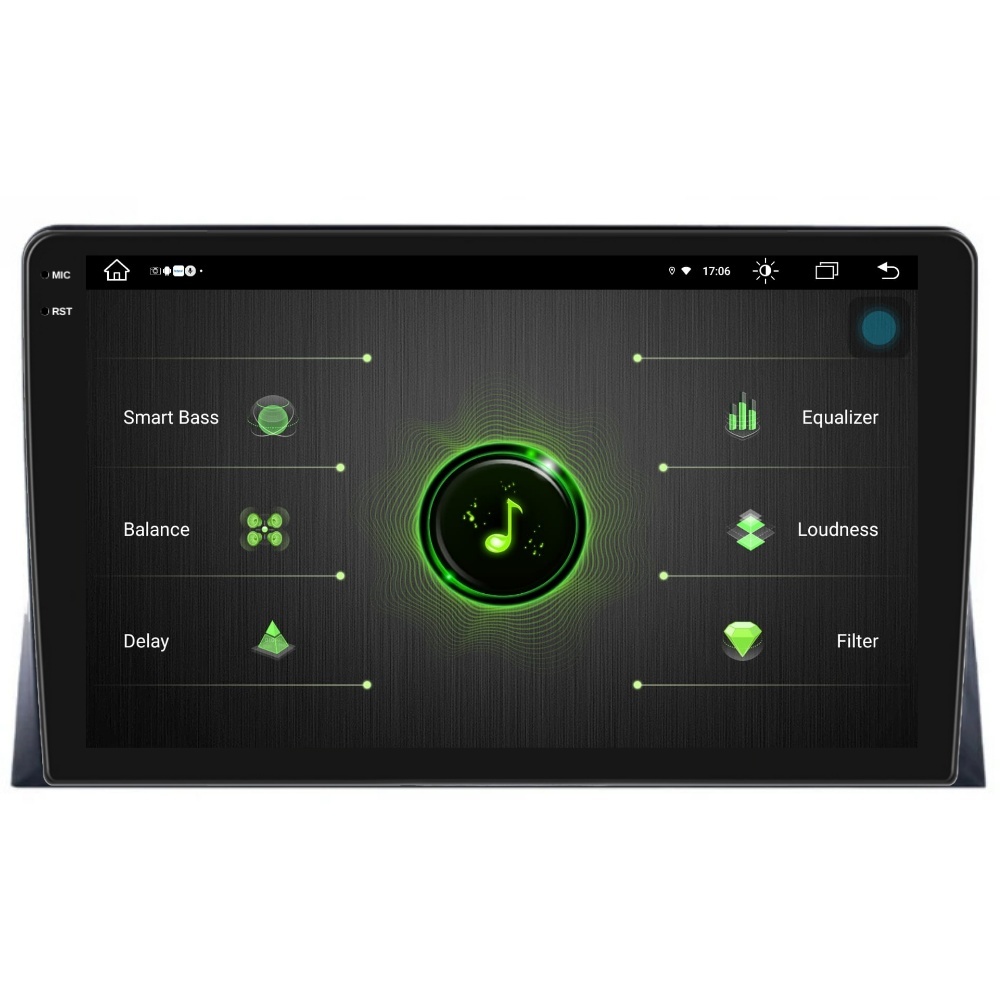 MIC
17:06
RST
Smart Bass
Equalizer
Balance
Loudness
Delay
Filter